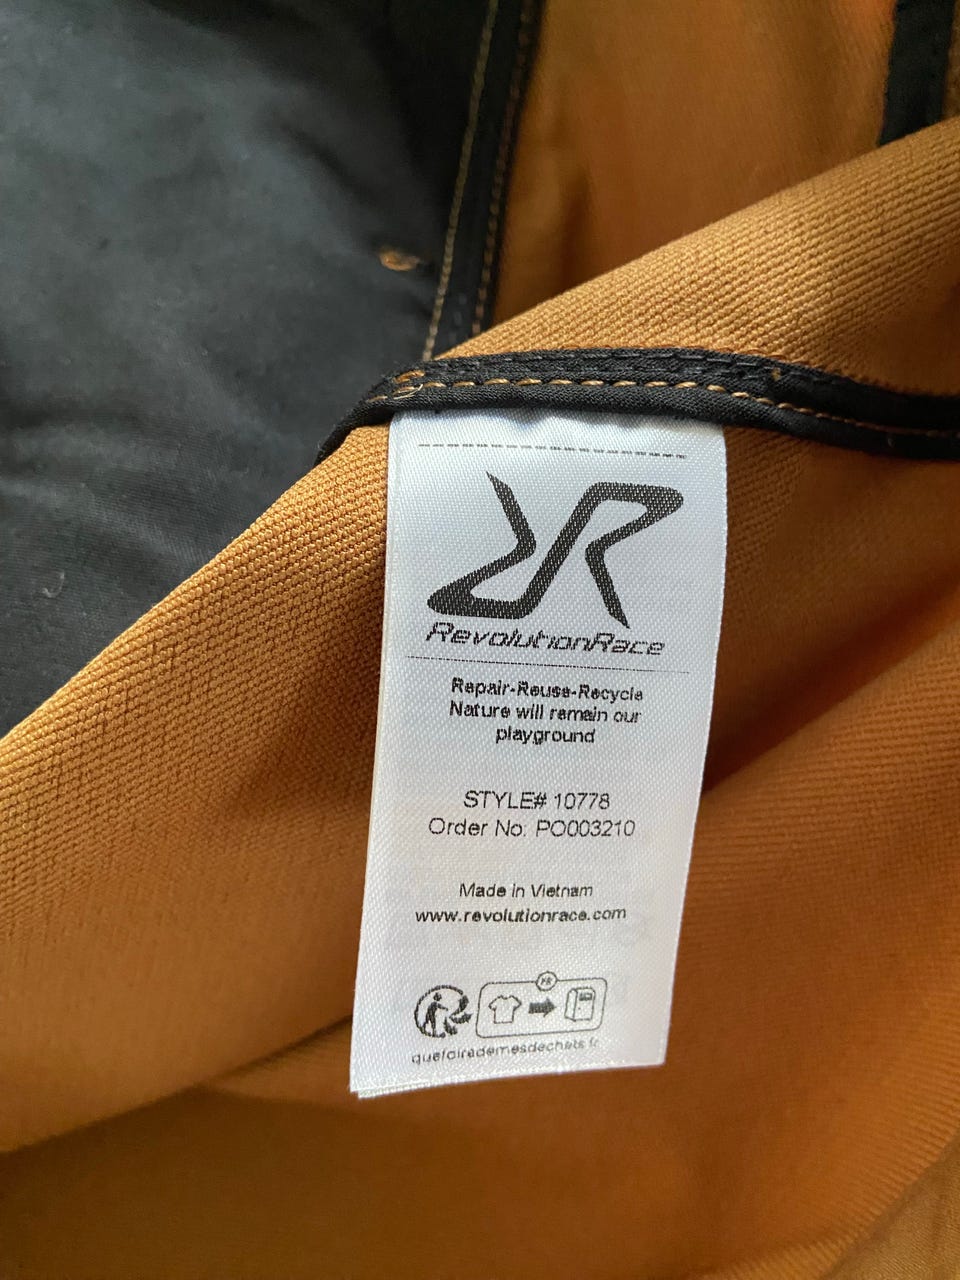 RevolutionRace
Repair-Reuse-Recycle
Nature will remain our
playground
STYLE# 10778
Order No: PO003210
Made in Vietnam
www.revolutionrace.com
FR
quefairedemesdechets.fr